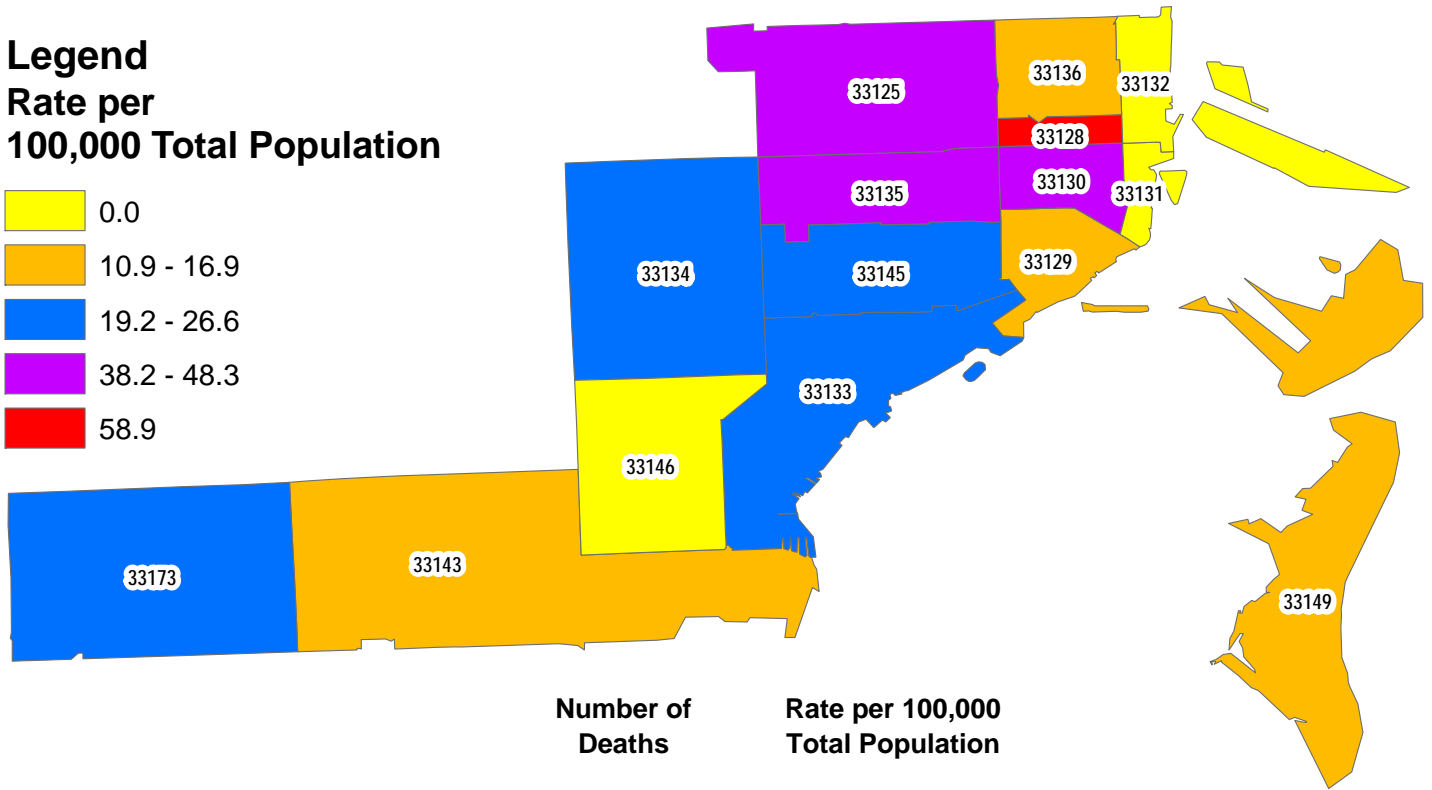 Legend
Rate per
100,000 Total Population
0.0
10.9 - 16.9
19.2 - 26.6
38.2 - 48.3
58.9
33136
33132
33125
33128
33130
33135
33131
33129
33134
33145
33133
33146
33143
33173
33149
Number of
Deaths
Rate per 100,000
Total Population